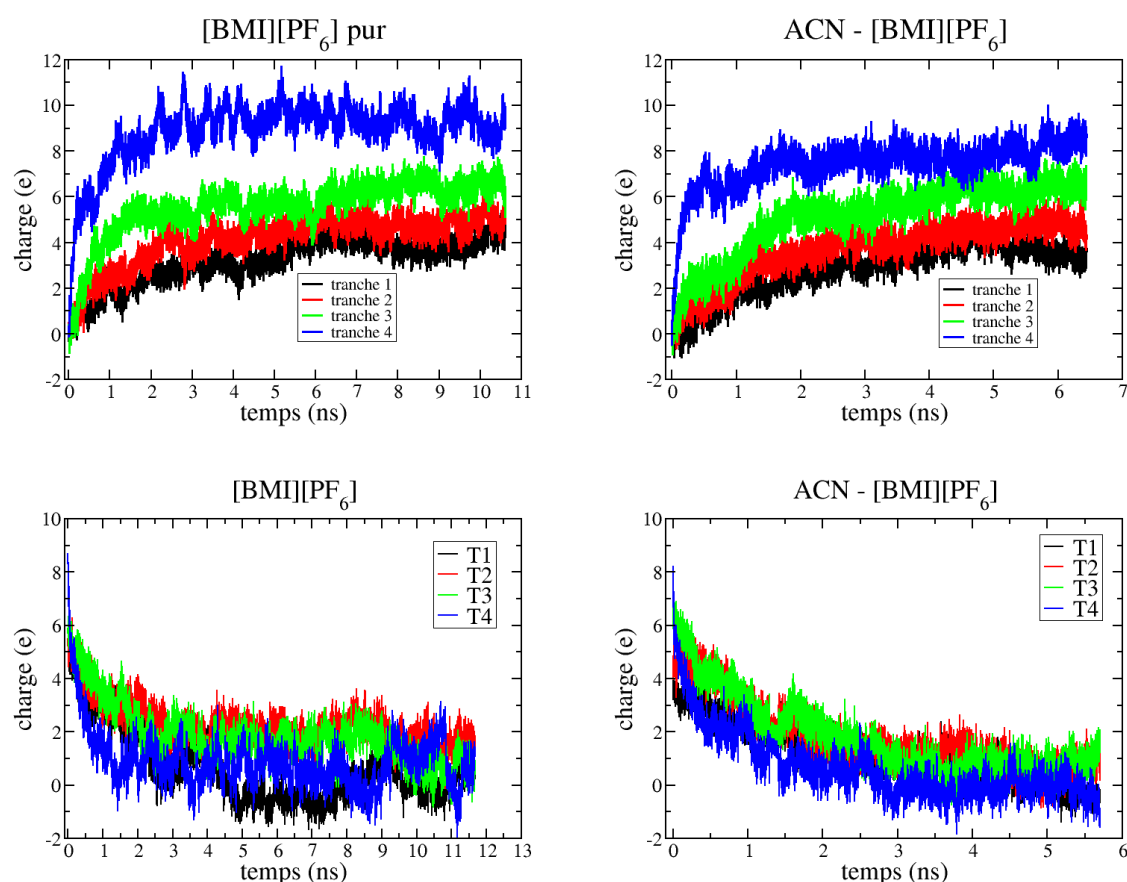 [BMI][PF6] pur
charge (e)
12
10
8
6
4
2
0
-2
tranche 1
tranche 2
tranche 3
tranche 4
0 1 2 3 4 5 6 7 8 9 10 11
temps (ns)
ACN - [BMI][PF6]
charge (e)
12
10
8
6
4
2
0
-2
tranche 1
tranche 2
tranche 3
tranche 4
0 1 2 3 4 5 6 7
temps (ns)
[BMI][PF6]
charge (e)
10
8
6
4
2
0
-2
T1
T2
T3
T4
0 1 2 3 4 5 6 7 8 9 10 11 12 13
temps (ns)
ACN - [BMI][PF6]
charge (e)
10
8
6
4
2
0
-2
T1
T2
T3
T4
0 1 2 3 4 5 6
temps (ns)